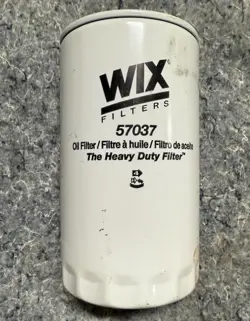 WIX®
FILTERS
57037
Oil Filter / Filtre à huile / Filtro de aceite
The Heavy Duty Filter™